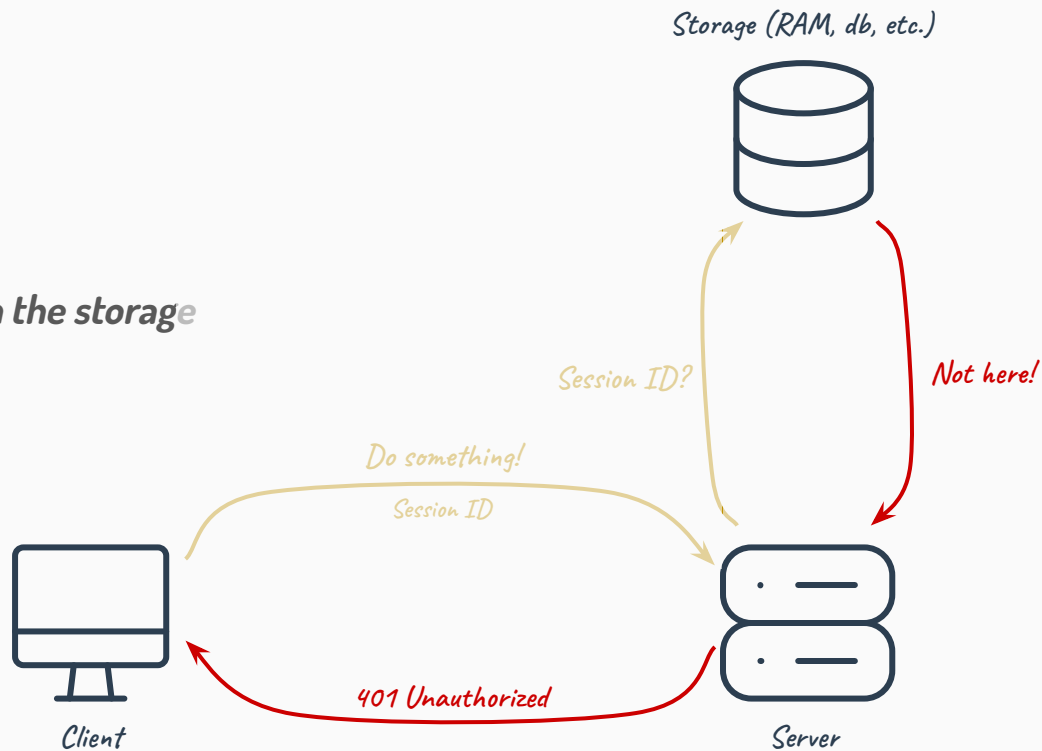 Storage (RAM, db, etc.)
the storage
Session ID?
Not here!
Do something!
Session ID
401 Unauthorized
Client
Server